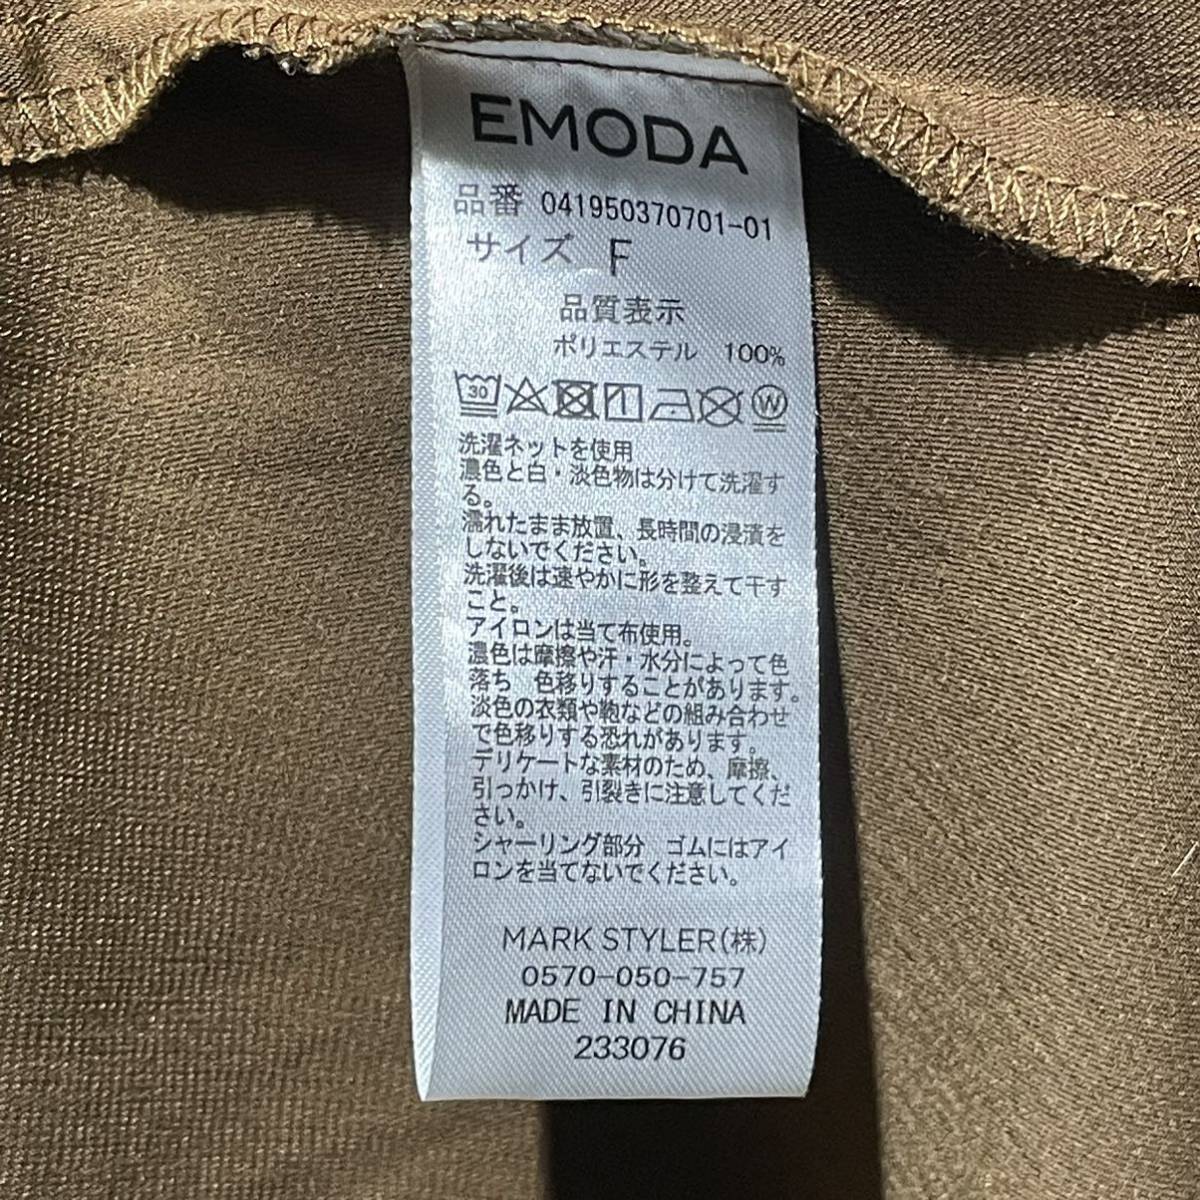 EMODA
品番 041950370701-01
サイズ F
品質表示
ポリエステル 100%
30 W
洗濯ネットを使用
濃色と白・淡色物は分けて洗濯す
る。
濡れたまま放置、長時間の浸漬を
しないでください。
洗濯後は速やかに形を整えて干す
こと。
アイロンは当て布使用。
濃色は摩擦や汗・水分によって色
落ち 色移りすることがあります。
淡色の衣類や鞄などの組み合わせ
で色移りする恐れがあります。
デリケートな素材のため、摩擦、
引っかけ、引裂きに注意してくだ
さい。
シャーリング部分 ゴムにはアイ
ロンを当てないでください。
MARK STYLER(株)
0570-050-757
MADE IN CHINA
233076